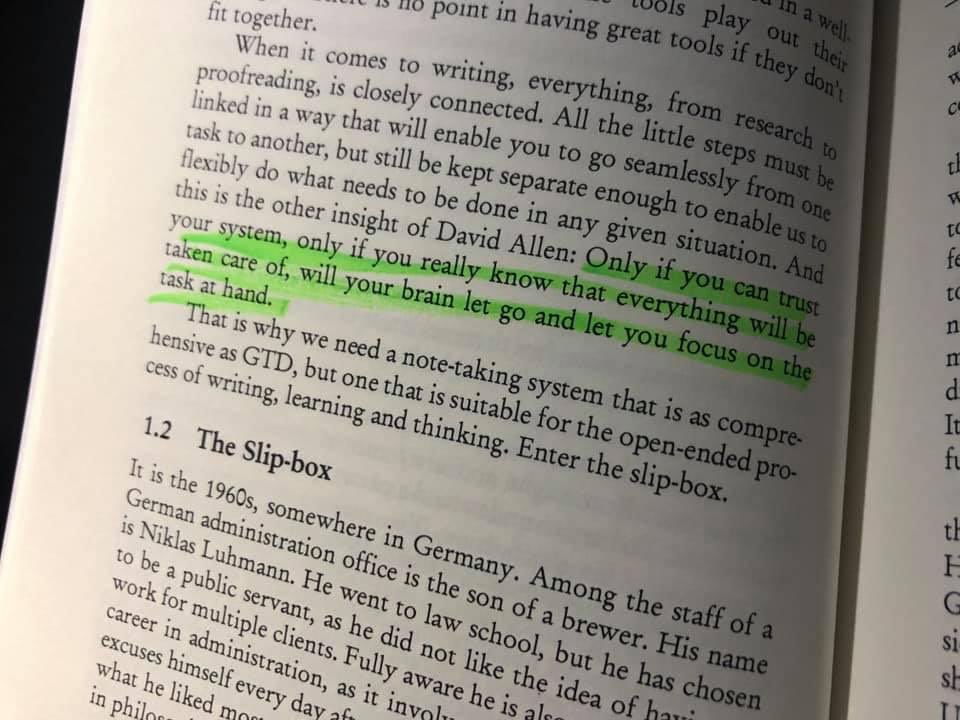 tools play out their
is no point in having great tools if they don't
fit together.
When it comes to writing, everything, from research to
proofreading, is closely connected. All the little steps must be
linked in a way that will enable you to go seamlessly from one
task to another, but still be kept separate enough to enable us to
flexibly do what needs to be done in any given situation. And
this is the other insight of David Allen: Only if you can trust
your system, only if you really know that everything will be
taken care of, will your brain let go and let you focus on the
task at hand.
That is why we need a note-taking system that is as compre-
hensive as GTD, but one that is suitable for the open-ended pro-
cess of writing, learning and thinking. Enter the slip-box.
1.2 The Slip-box
It is the 1960s, somewhere in Germany. Among the staff of a
German administration office is the son of a brewer. His name
is Niklas Luhmann. He went to law school, but he has chosen
to be a public servant, as he did not like the idea of
work for multiple clients. Fully aware he is
career in administration, as it
excuses himself every day
what he liked
in